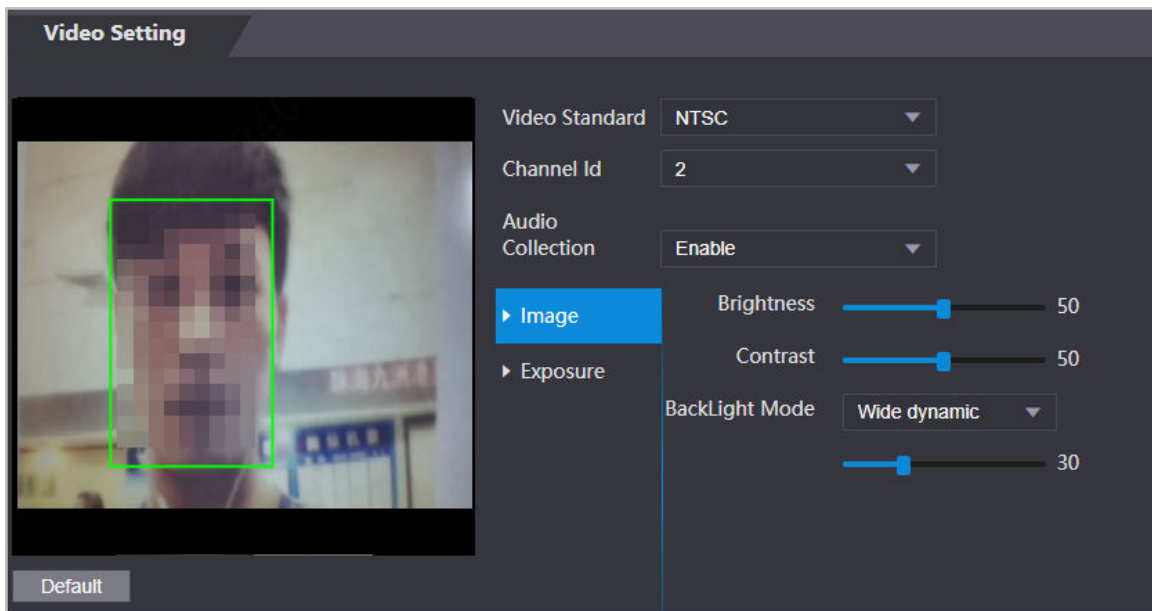 Video Setting
Video Standard NTSC
Channel Id 2
Audio
Collection Enable
Image
Exposure
Brightness 50
Contrast 50
BackLight Mode Wide dynamic
30
Default